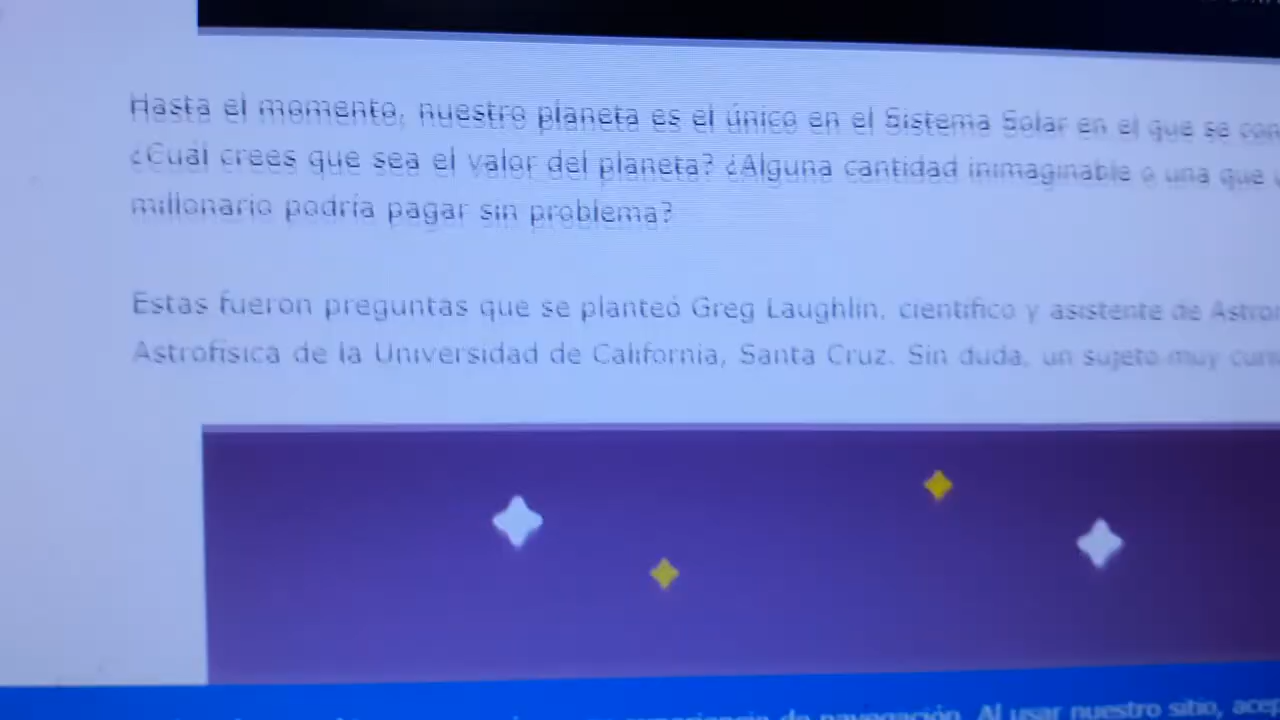 Hasta el momento, nuestro planeta es el único en el Sistema Solar en el que se
¿Cuál crees que sea el valor del planeta? ¿Alguna cantidad inimaginable o una que
millonario podría pagar sin problema?
Estas fueron preguntas que se planteó Greg Laughlin, científico y asistente de
Astrofísica de la Universidad de California, Santa Cruz. Sin duda, un sujeto muy
experiencia de navegación. Al usar nuestro sitio,